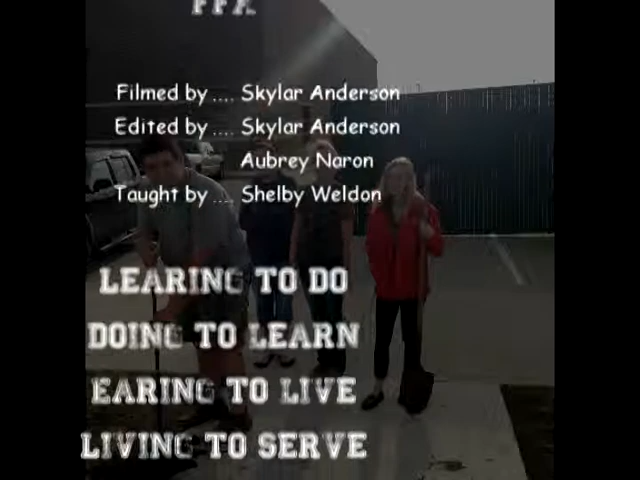 FFA
Filmed by .... Skylar Anderson
Edited by .... Skylar Anderson
Aubrey Naron
Taught by .... Shelby Weldon
LEARING TO DO
DOING TO LEARN
EARING TO LIVE
LIVING TO SERVE